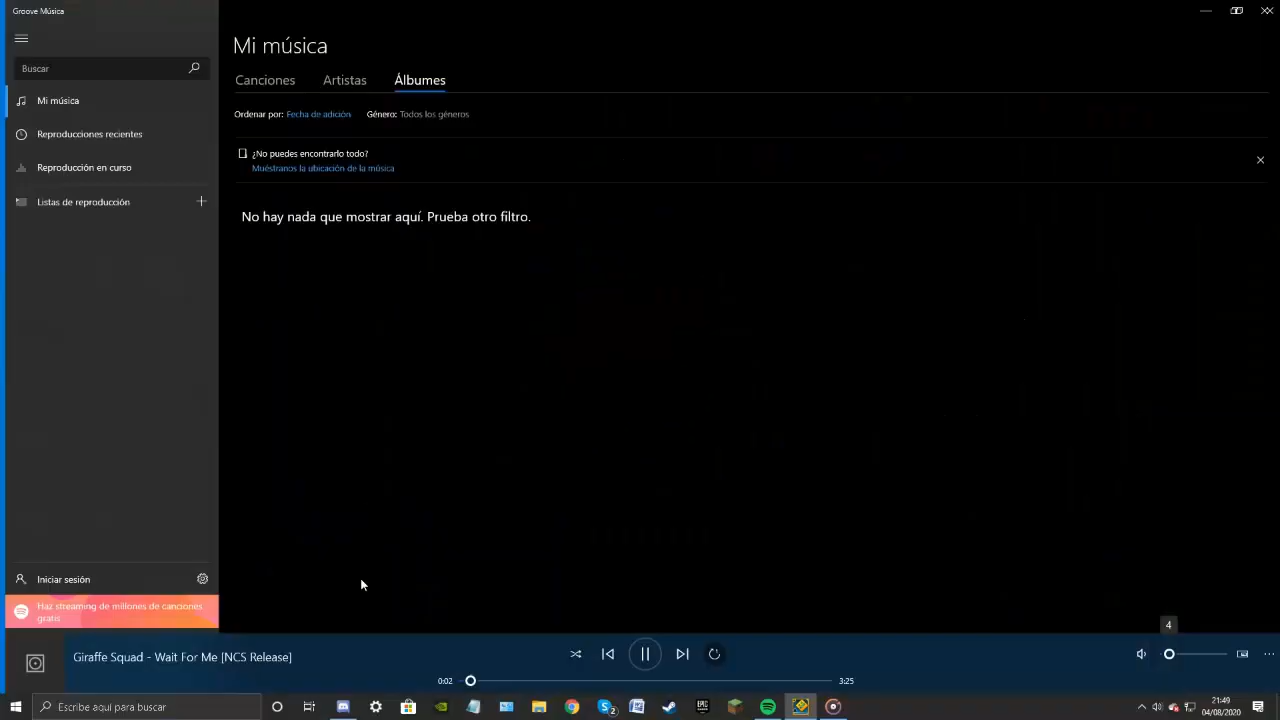 Groove Música
Buscar
Mi música
Reproducciones recientes
Reproducción en curso
Listas de reproducción
Iniciar sesión
Haz streaming de millones de canciones
gratis
Mi música
Canciones Artistas Álbumes
Ordenar por: Fecha de adición Género: Todos los géneros
¿No puedes encontrarlo todo?
Muéstranos la ubicación de la música
No hay nada que mostrar aquí. Prueba otro filtro.
4
Giraffe Squad - Wait For Me [NCS Release]
0:02 3:25
Escribe aquí para buscar
2
EPIC
21:49
04/08/2020